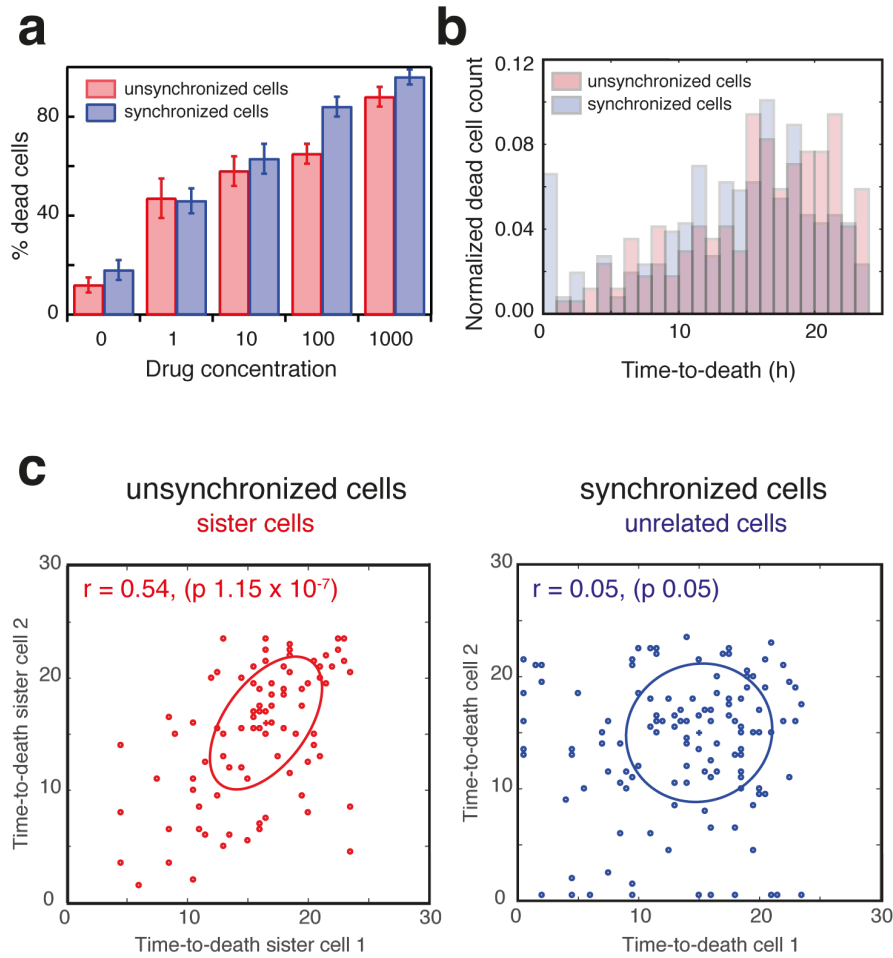 a
unsynchronized cells
synchronized cells
% dead cells
80
40
0
0 1 10 100 1000
Drug concentration
b
unsynchronized cells
synchronized cells
Normalized dead cell count
0.12
0.08
0.04
0.00
0 10 20
Time-to-death (h)
c
unsynchronized cells
sister cells
r = 0.54, (p 1.15 x 10⁻⁷)
Time-to-death sister cell 2
30
20
10
0
0 10 20 30
Time-to-death sister cell 1
synchronized cells
unrelated cells
r = 0.05, (p 0.05)
Time-to-death cell 2
30
20
10
0
0 10 20 30
Time-to-death cell 1